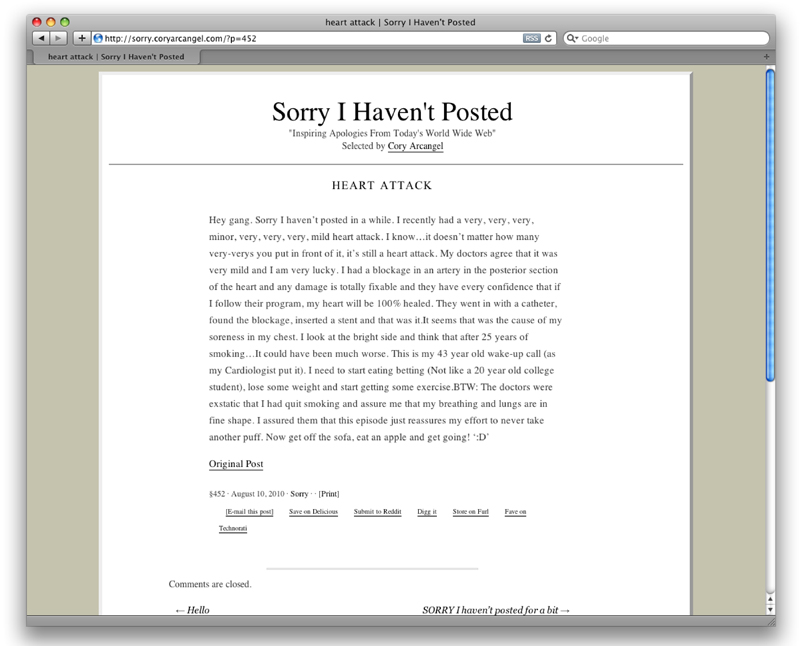 heart attack | Sorry I Haven't Posted
http://sorry.coryarcangel.com/?p=452
RSS
Google
heart attack | Sorry I Haven't Posted
Sorry I Haven't Posted
"Inspiring Apologies From Today's World Wide Web"
Selected by Cory Arcangel
HEART ATTACK
Hey gang. Sorry I haven't posted in a while. I recently had a very, very, very,
minor, very, very, very, mild heart attack. I know…it doesn't matter how many
very-verys you put in front of it, it's still a heart attack. My doctors agree that it was
very mild and I am very lucky. I had a blockage in an artery in the posterior section
of the heart and any damage is totally fixable and they have every confidence that if
I follow their program, my heart will be 100% healed. They went in with a catheter,
found the blockage, inserted a stent and that was it.It seems that was the cause of my
soreness in my chest. I look at the bright side and think that after 25 years of
smoking…It could have been much worse. This is my 43 year old wake-up call (as
my Cardiologist put it). I need to start eating betting (Not like a 20 year old college
student), lose some weight and start getting some exercise.BTW: The doctors were
exstatic that I had quit smoking and assure me that my breathing and lungs are in
fine shape. I assured them that this episode just reassures my effort to never take
another puff. Now get off the sofa, eat an apple and get going! ':D'
Original Post
§452 · August 10, 2010 · Sorry · · [Print]
[E-mail this post] Save on Delicious Submit to Reddit Digg it Store on Furl Fave on
Technorati
Comments are closed.
← Hello
SORRY I haven't posted for a bit →